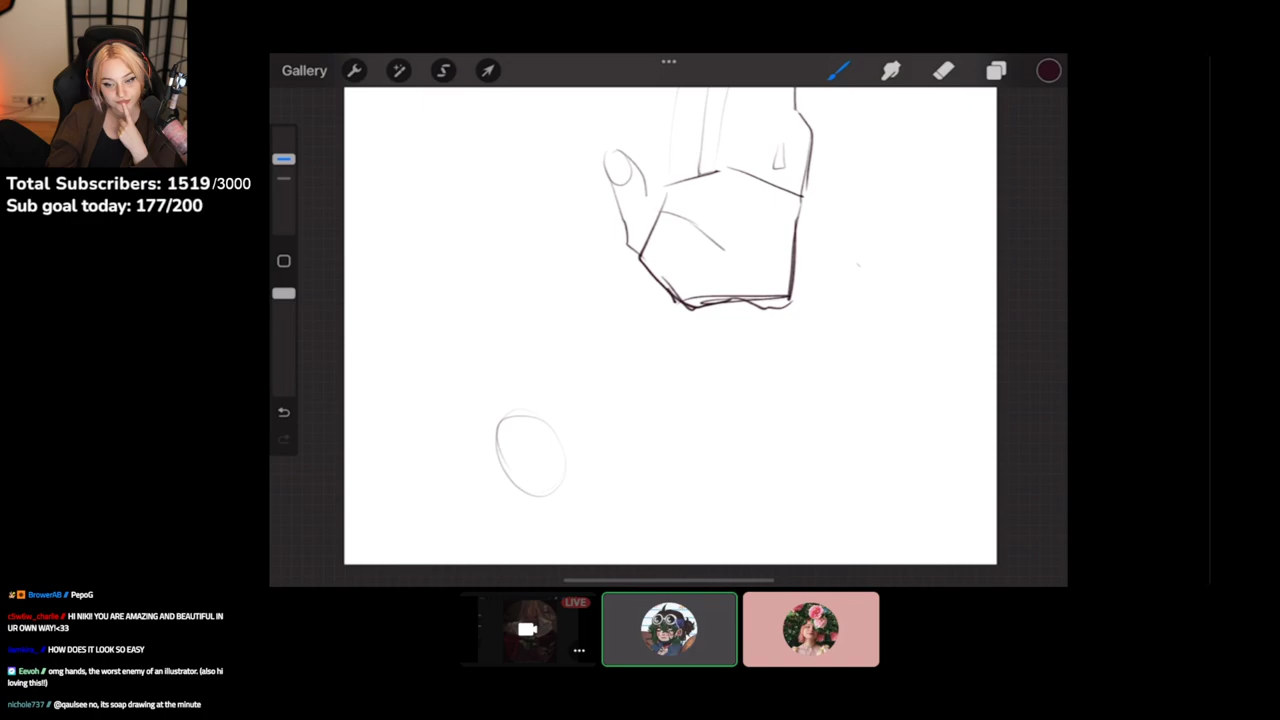 Gallery
Total Subscribers: 1519/3000
Sub goal today: 177/200
LIVE
BrowerAB // PepoG
HI NIKI! YOU ARE AMAZING AND BEAUTIFUL IN
UR OWN WAY!<33
HOW DOES IT LOOK SO EASY
Eevoh // omg hands, the worst enemy of an illustrator. (also hi
loving this!!)
nichole737 // @qaulsee no, its soap drawing at the minute